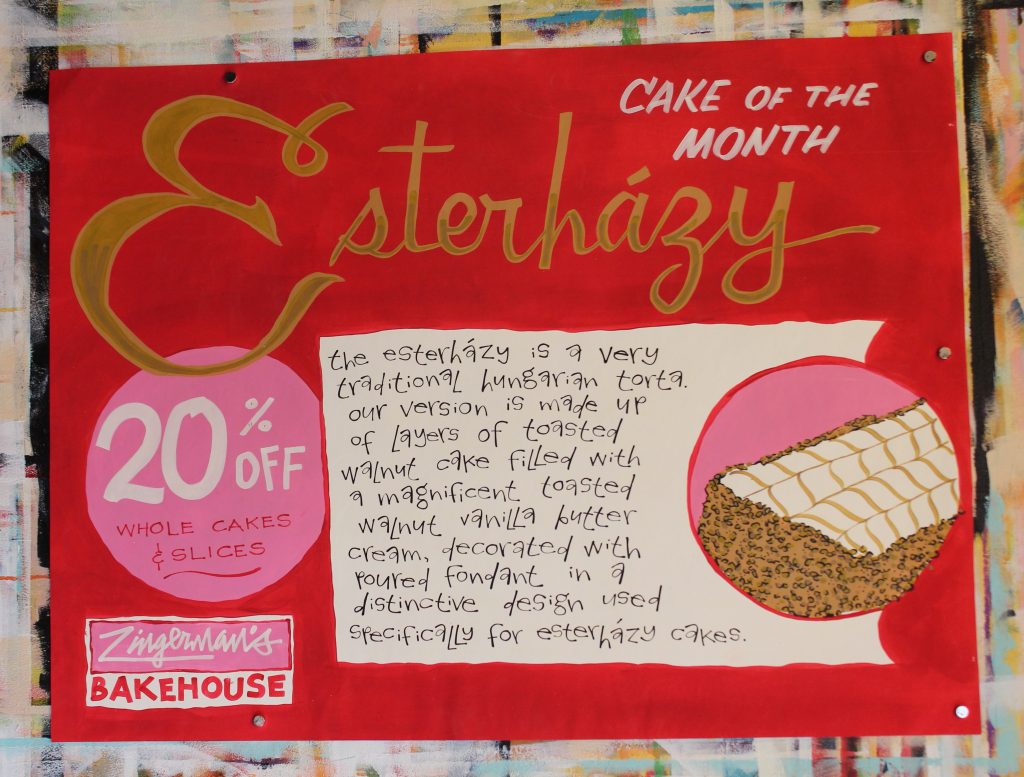 CAKE OF THE
MONTH
Esterházy
20% OFF
WHOLE CAKES
& SLICES
the esterházy is a very
traditional hungarian torta.
our version is made up
of layers of toasted
walnut cake filled with
a magnificent toasted
walnut vanilla butter
cream, decorated with
poured fondant in a
distinctive design used
specifically for esterházy cakes.
Zingerman's
BAKEHOUSE